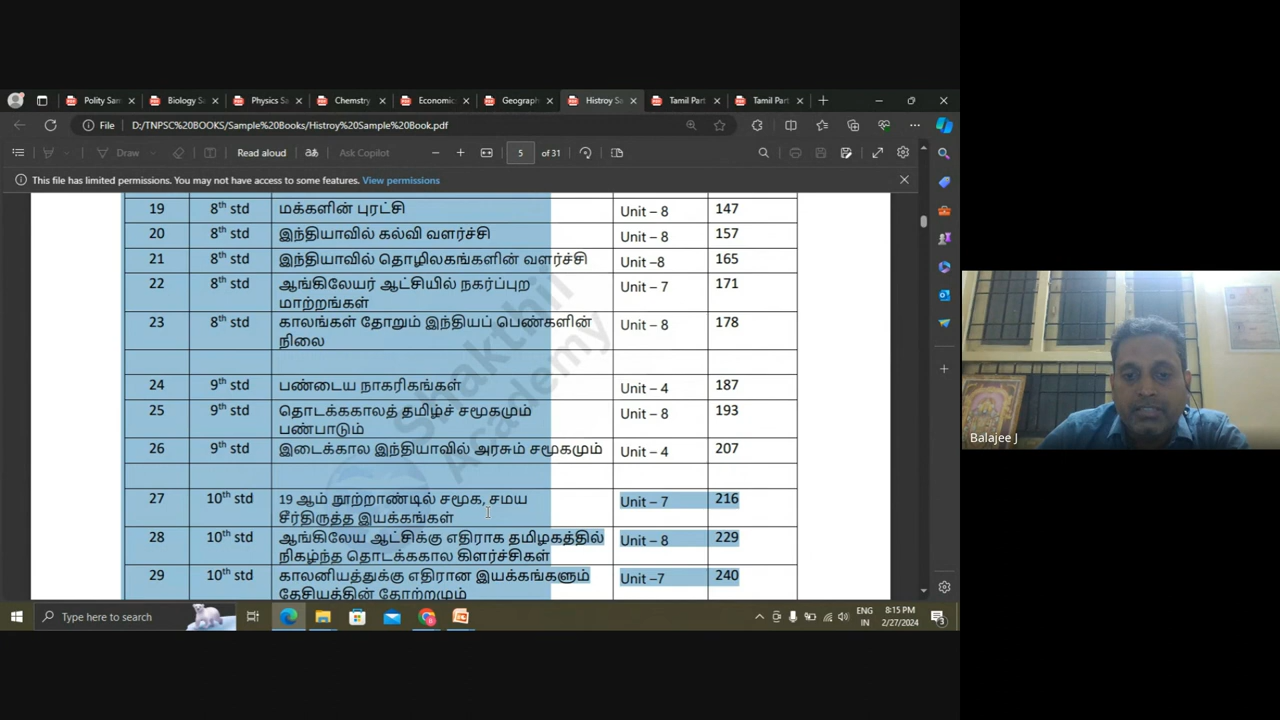 Polity Sam
Biology Sa
Physics Sa
Chemstry
Economic
Geograph
Histroy Sa
Tamil Part
Tamil Part
File D:/TNPSC%20BOOKS/Sample%20Books/Histroy%20Sample%20Book.pdf
Draw Read aloud Ask Copilot 5 of 31
This file has limited permissions. You may not have access to some features. View permissions
19 8th std மக்களின் புரட்சி Unit – 8 147
20 8th std இந்தியாவில் கல்வி வளர்ச்சி Unit – 8 157
21 8th std இந்தியாவில் தொழிலகங்களின் வளர்ச்சி Unit –8 165
22 8th std ஆங்கிலேயர் ஆட்சியில் நகர்ப்புற Unit – 7 171
மாற்றங்கள்
23 8th std காலங்கள் தோறும் இந்தியப் பெண்களின் Unit – 8 178
நிலை
24 9th std பண்டைய நாகரிகங்கள் Unit – 4 187
25 9th std தொடக்ககாலத் தமிழ்ச் சமூகமும் Unit – 8 193
பண்பாடும்
26 9th std இடைக்கால இந்தியாவில் அரசும் சமூகமும் Unit – 4 207
27 10th std 19 ஆம் நூற்றாண்டில் சமூக, சமய Unit – 7 216
சீர்திருத்த இயக்கங்கள்
28 10th std ஆங்கிலேய ஆட்சிக்கு எதிராக தமிழகத்தில் Unit – 8 229
நிகழ்ந்த தொடக்ககால கிளர்ச்சிகள்
29 10th std காலனியத்துக்கு எதிரான இயக்கங்களும் Unit –7 240
தேசியத்தின் தோற்றமும்
Shakthii
Academy
Balajee J
Type here to search
ENG
IN
8:15 PM
2/27/2024
3